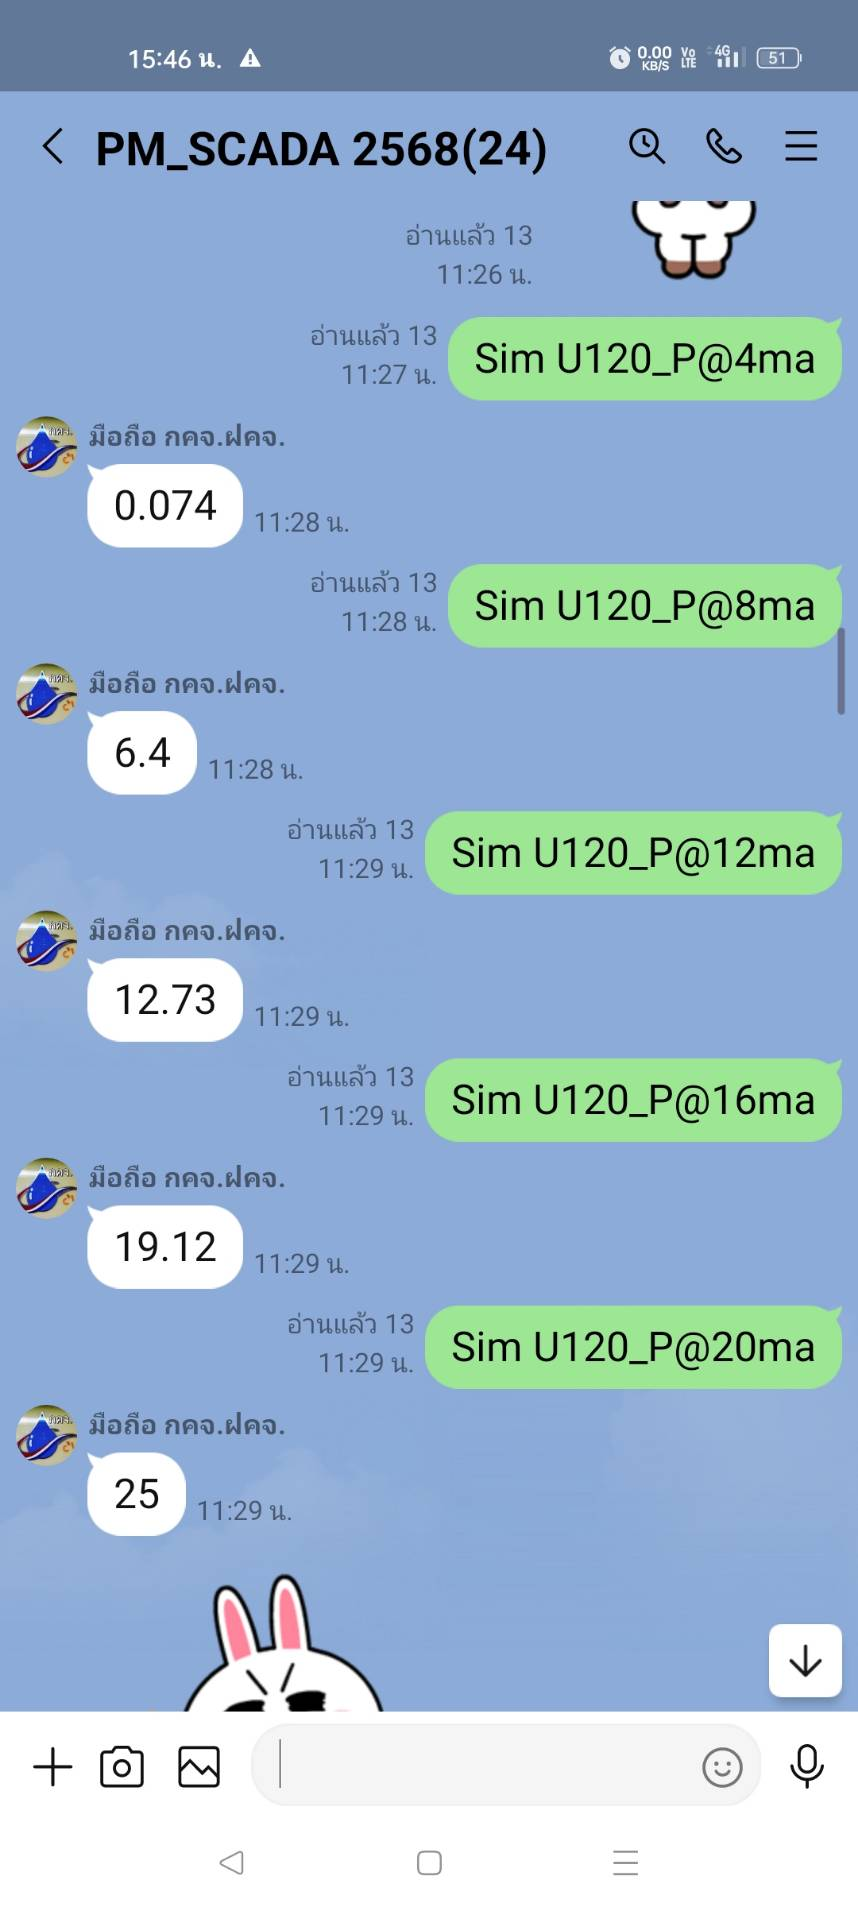 15:46 น.
0.00 KB/S Vo LTE 4G 51
PM_SCADA 2568(24)
อ่านแล้ว 13
11:26 น.
อ่านแล้ว 13
11:27 น.
Sim U120_P@4ma
มือถือ กคจ.ฝคจ.
0.074
11:28 น.
อ่านแล้ว 13
11:28 น.
Sim U120_P@8ma
มือถือ กคจ.ฝคจ.
6.4
11:28 น.
อ่านแล้ว 13
11:29 น.
Sim U120_P@12ma
มือถือ กคจ.ฝคจ.
12.73
11:29 น.
อ่านแล้ว 13
11:29 น.
Sim U120_P@16ma
มือถือ กคจ.ฝคจ.
19.12
11:29 น.
อ่านแล้ว 13
11:29 น.
Sim U120_P@20ma
มือถือ กคจ.ฝคจ.
25
11:29 น.